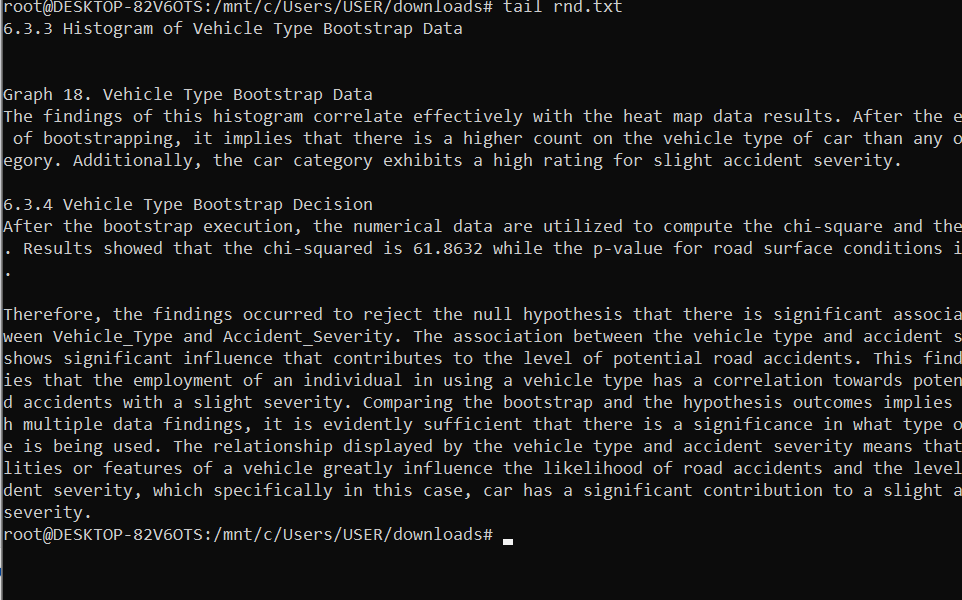 root@DESKTOP-82V6OTS:/mnt/c/Users/USER/downloads# tail rnd.txt
6.3.3 Histogram of Vehicle Type Bootstrap Data
Graph 18. Vehicle Type Bootstrap Data
The findings of this histogram correlate effectively with the heat map data results. After the e
of bootstrapping, it implies that there is a higher count on the vehicle type of car than any o
egory. Additionally, the car category exhibits a high rating for slight accident severity.
6.3.4 Vehicle Type Bootstrap Decision
After the bootstrap execution, the numerical data are utilized to compute the chi-square and the
. Results showed that the chi-squared is 61.8632 while the p-value for road surface conditions i
.
Therefore, the findings occurred to reject the null hypothesis that there is significant associa
ween Vehicle_Type and Accident_Severity. The association between the vehicle type and accident s
shows significant influence that contributes to the level of potential road accidents. This find
ies that the employment of an individual in using a vehicle type has a correlation towards poten
d accidents with a slight severity. Comparing the bootstrap and the hypothesis outcomes implies
h multiple data findings, it is evidently sufficient that there is a significance in what type o
e is being used. The relationship displayed by the vehicle type and accident severity means that
lities or features of a vehicle greatly influence the likelihood of road accidents and the level
dent severity, which specifically in this case, car has a significant contribution to a slight a
severity.
root@DESKTOP-82V6OTS:/mnt/c/Users/USER/downloads#